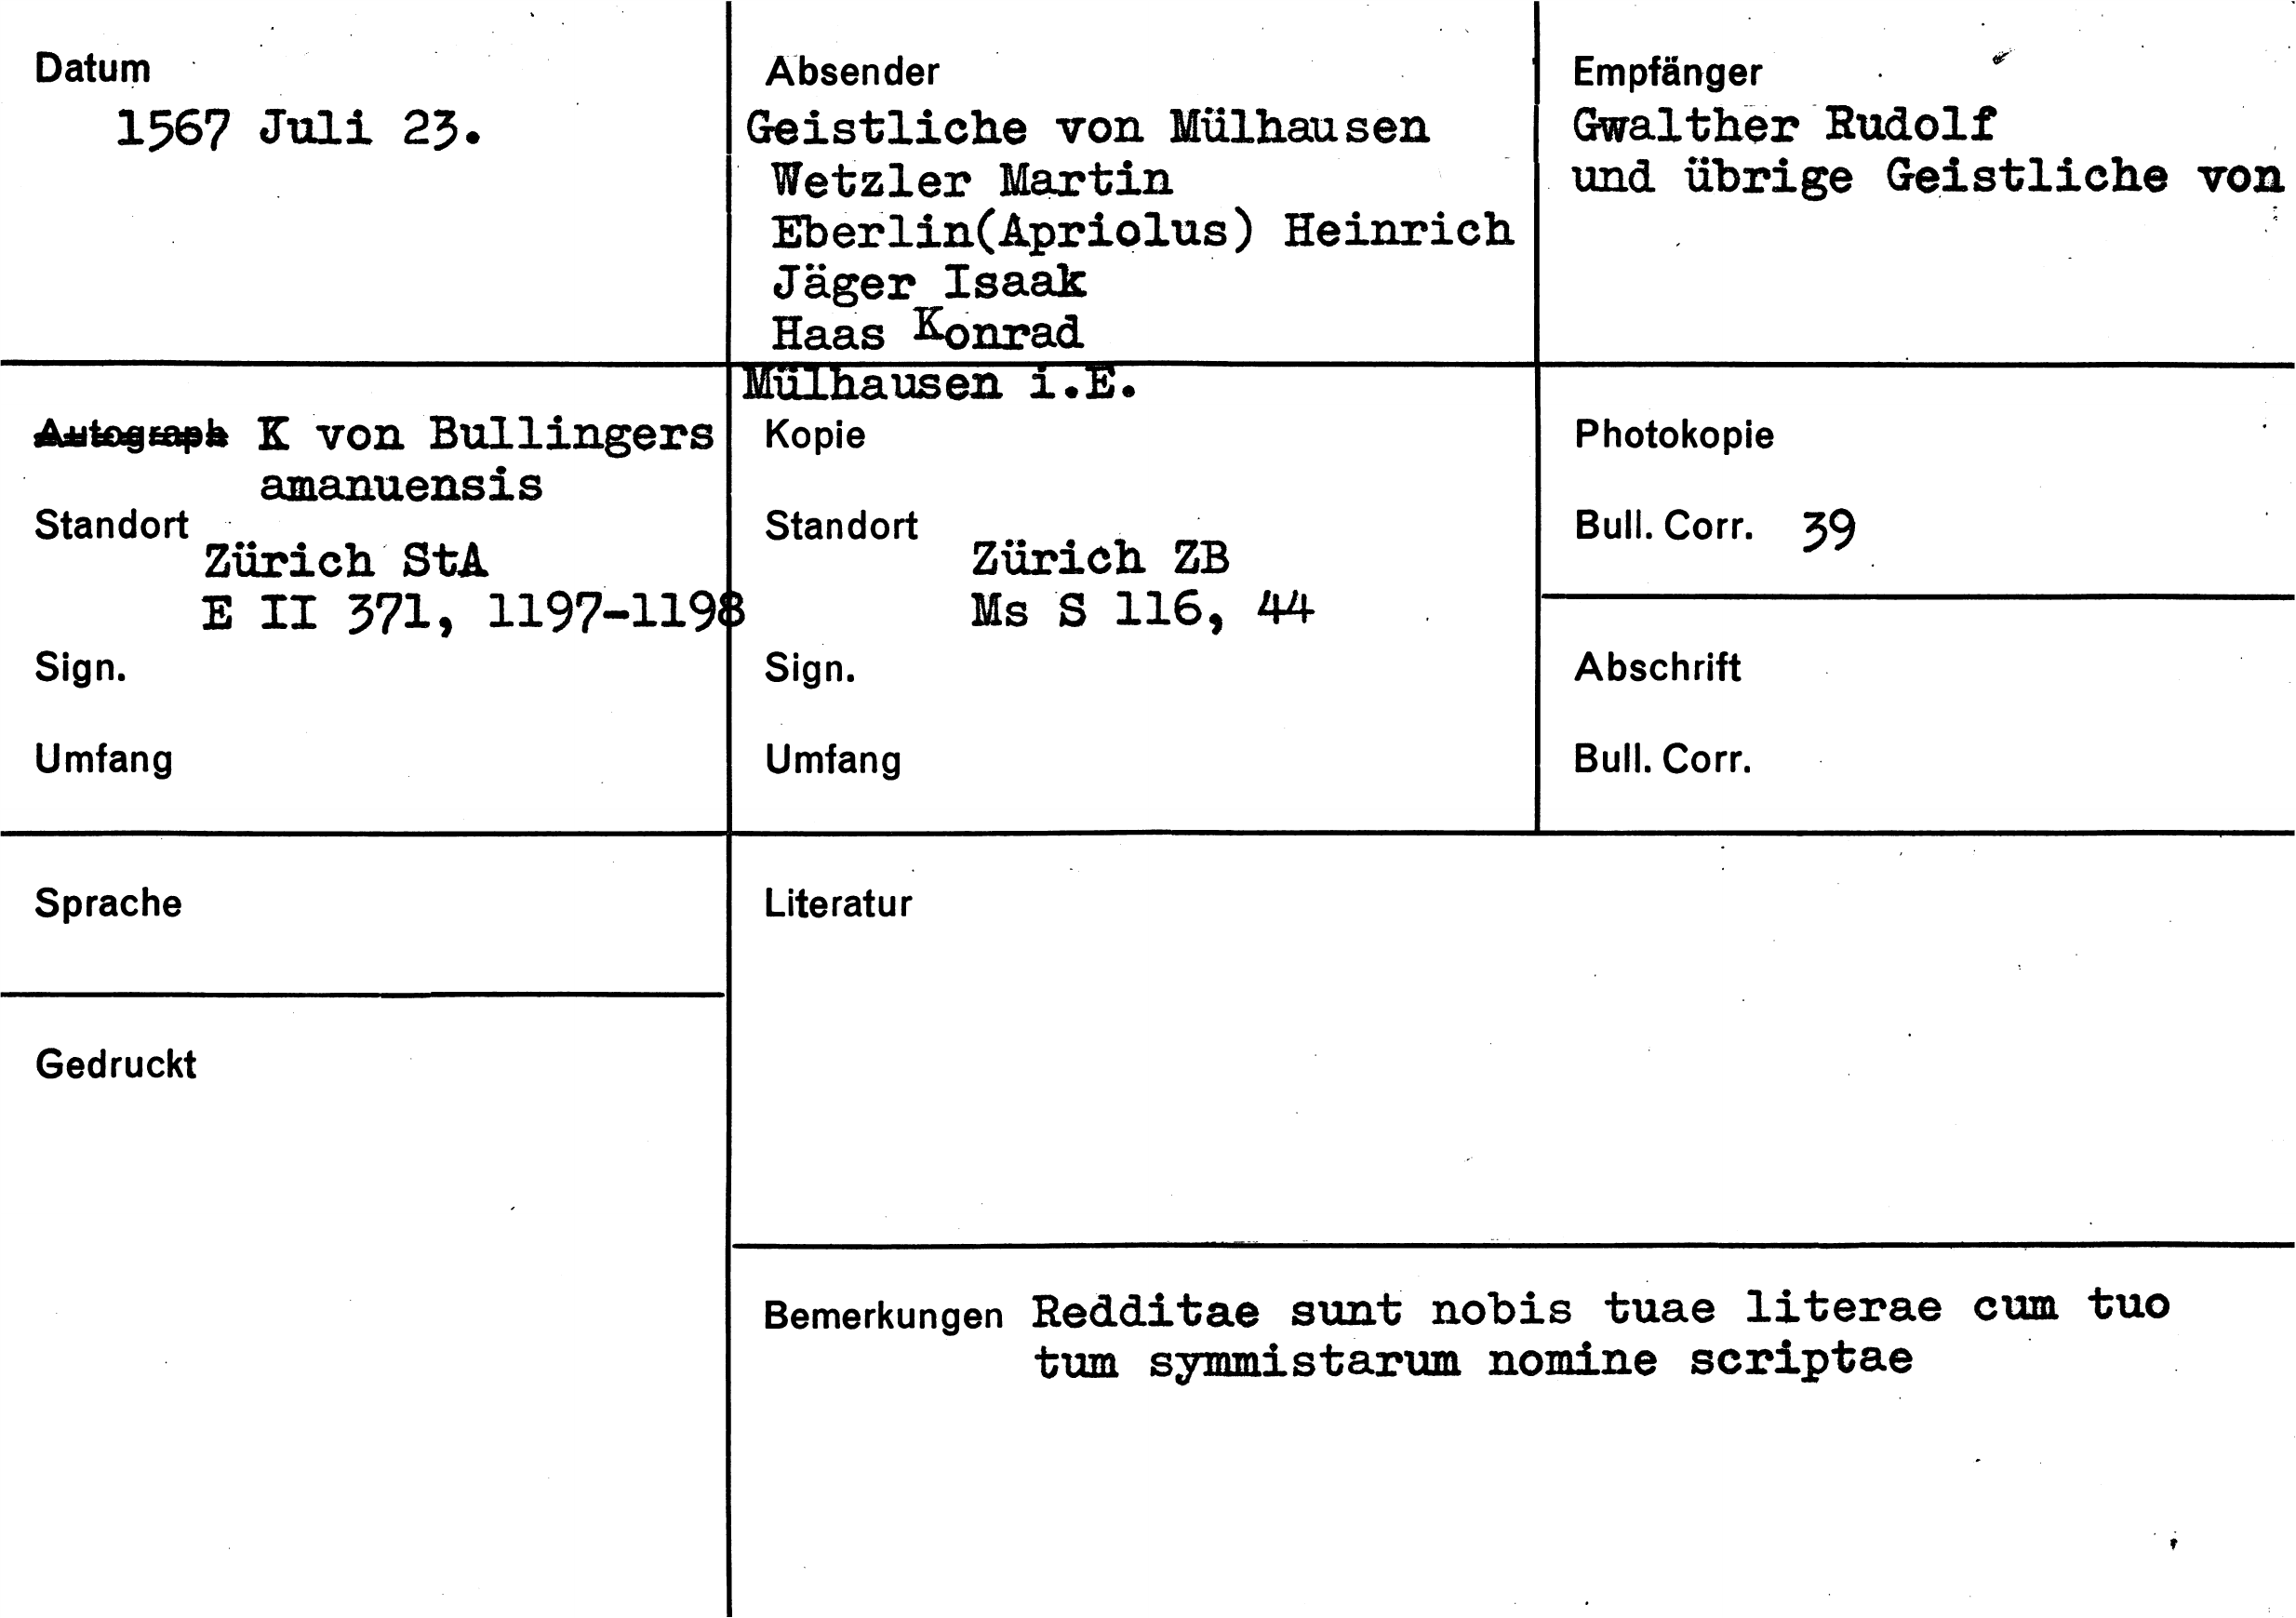 Datum
1567 Juli 23.
Absender
Geistliche von Mülhausen
Wetzler Martin
Eberlin(Apriolus) Heinrich
Jäger Isaak
Haas Konrad
Mülhausen i.E.
Empfänger
Gwalther Rudolf
und übrige Geistliche von
Autograph K von Bullingers
amanuensis
Standort
Zürich StA
E II 371, 1197-1198
Sign.
Umfang
Kopie
Standort
Zürich ZB
Ms S 116, 44
Sign.
Umfang
Photokopie
Bull. Corr. 39
Abschrift
Bull. Corr.
Sprache
Literatur
Gedruckt
Bemerkungen Redditae sunt nobis tuae literae cum tuo
tum symmistarum nomine scriptae